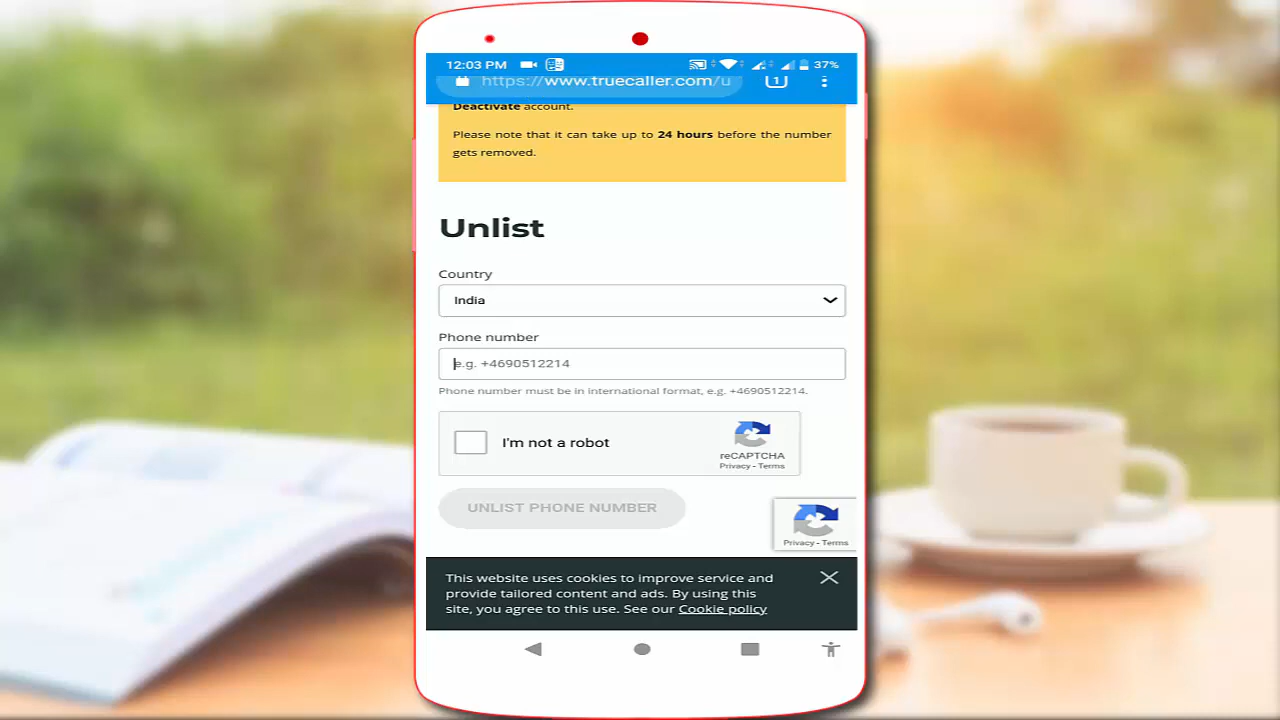 12:03 PM 37%
https://www.truecaller.com/u 1
Deactivate account.
Please note that it can take up to 24 hours before the number
gets removed.
Unlist
Country
India
Phone number
e.g. +4690512214
Phone number must be in international format, e.g. +4690512214.
I'm not a robot
reCAPTCHA
Privacy - Terms
UNLIST PHONE NUMBER
Privacy - Terms
This website uses cookies to improve service and
provide tailored content and ads. By using this
site, you agree to this use. See our Cookie policy